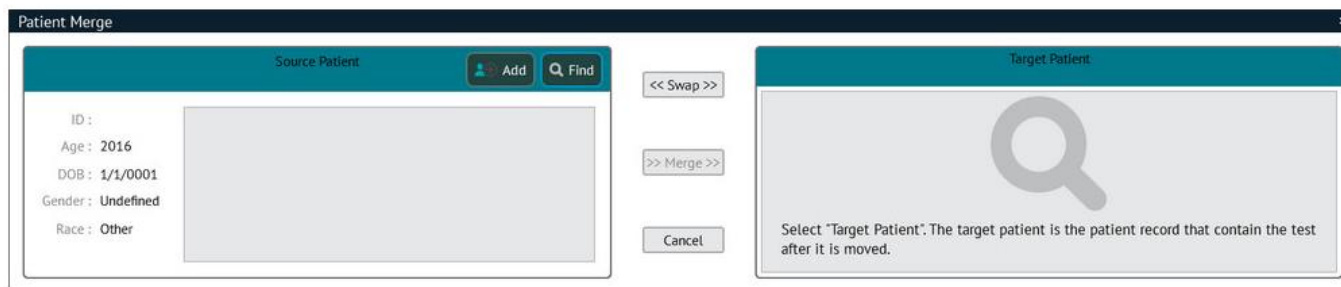 Patient Merge
Source Patient
Add
Find
ID :
Age : 2016
DOB : 1/1/0001
Gender : Undefined
Race : Other
<< Swap >>
>> Merge >>
Cancel
Target Patient
Select "Target Patient". The target patient is the patient record that contain the test
after it is moved.